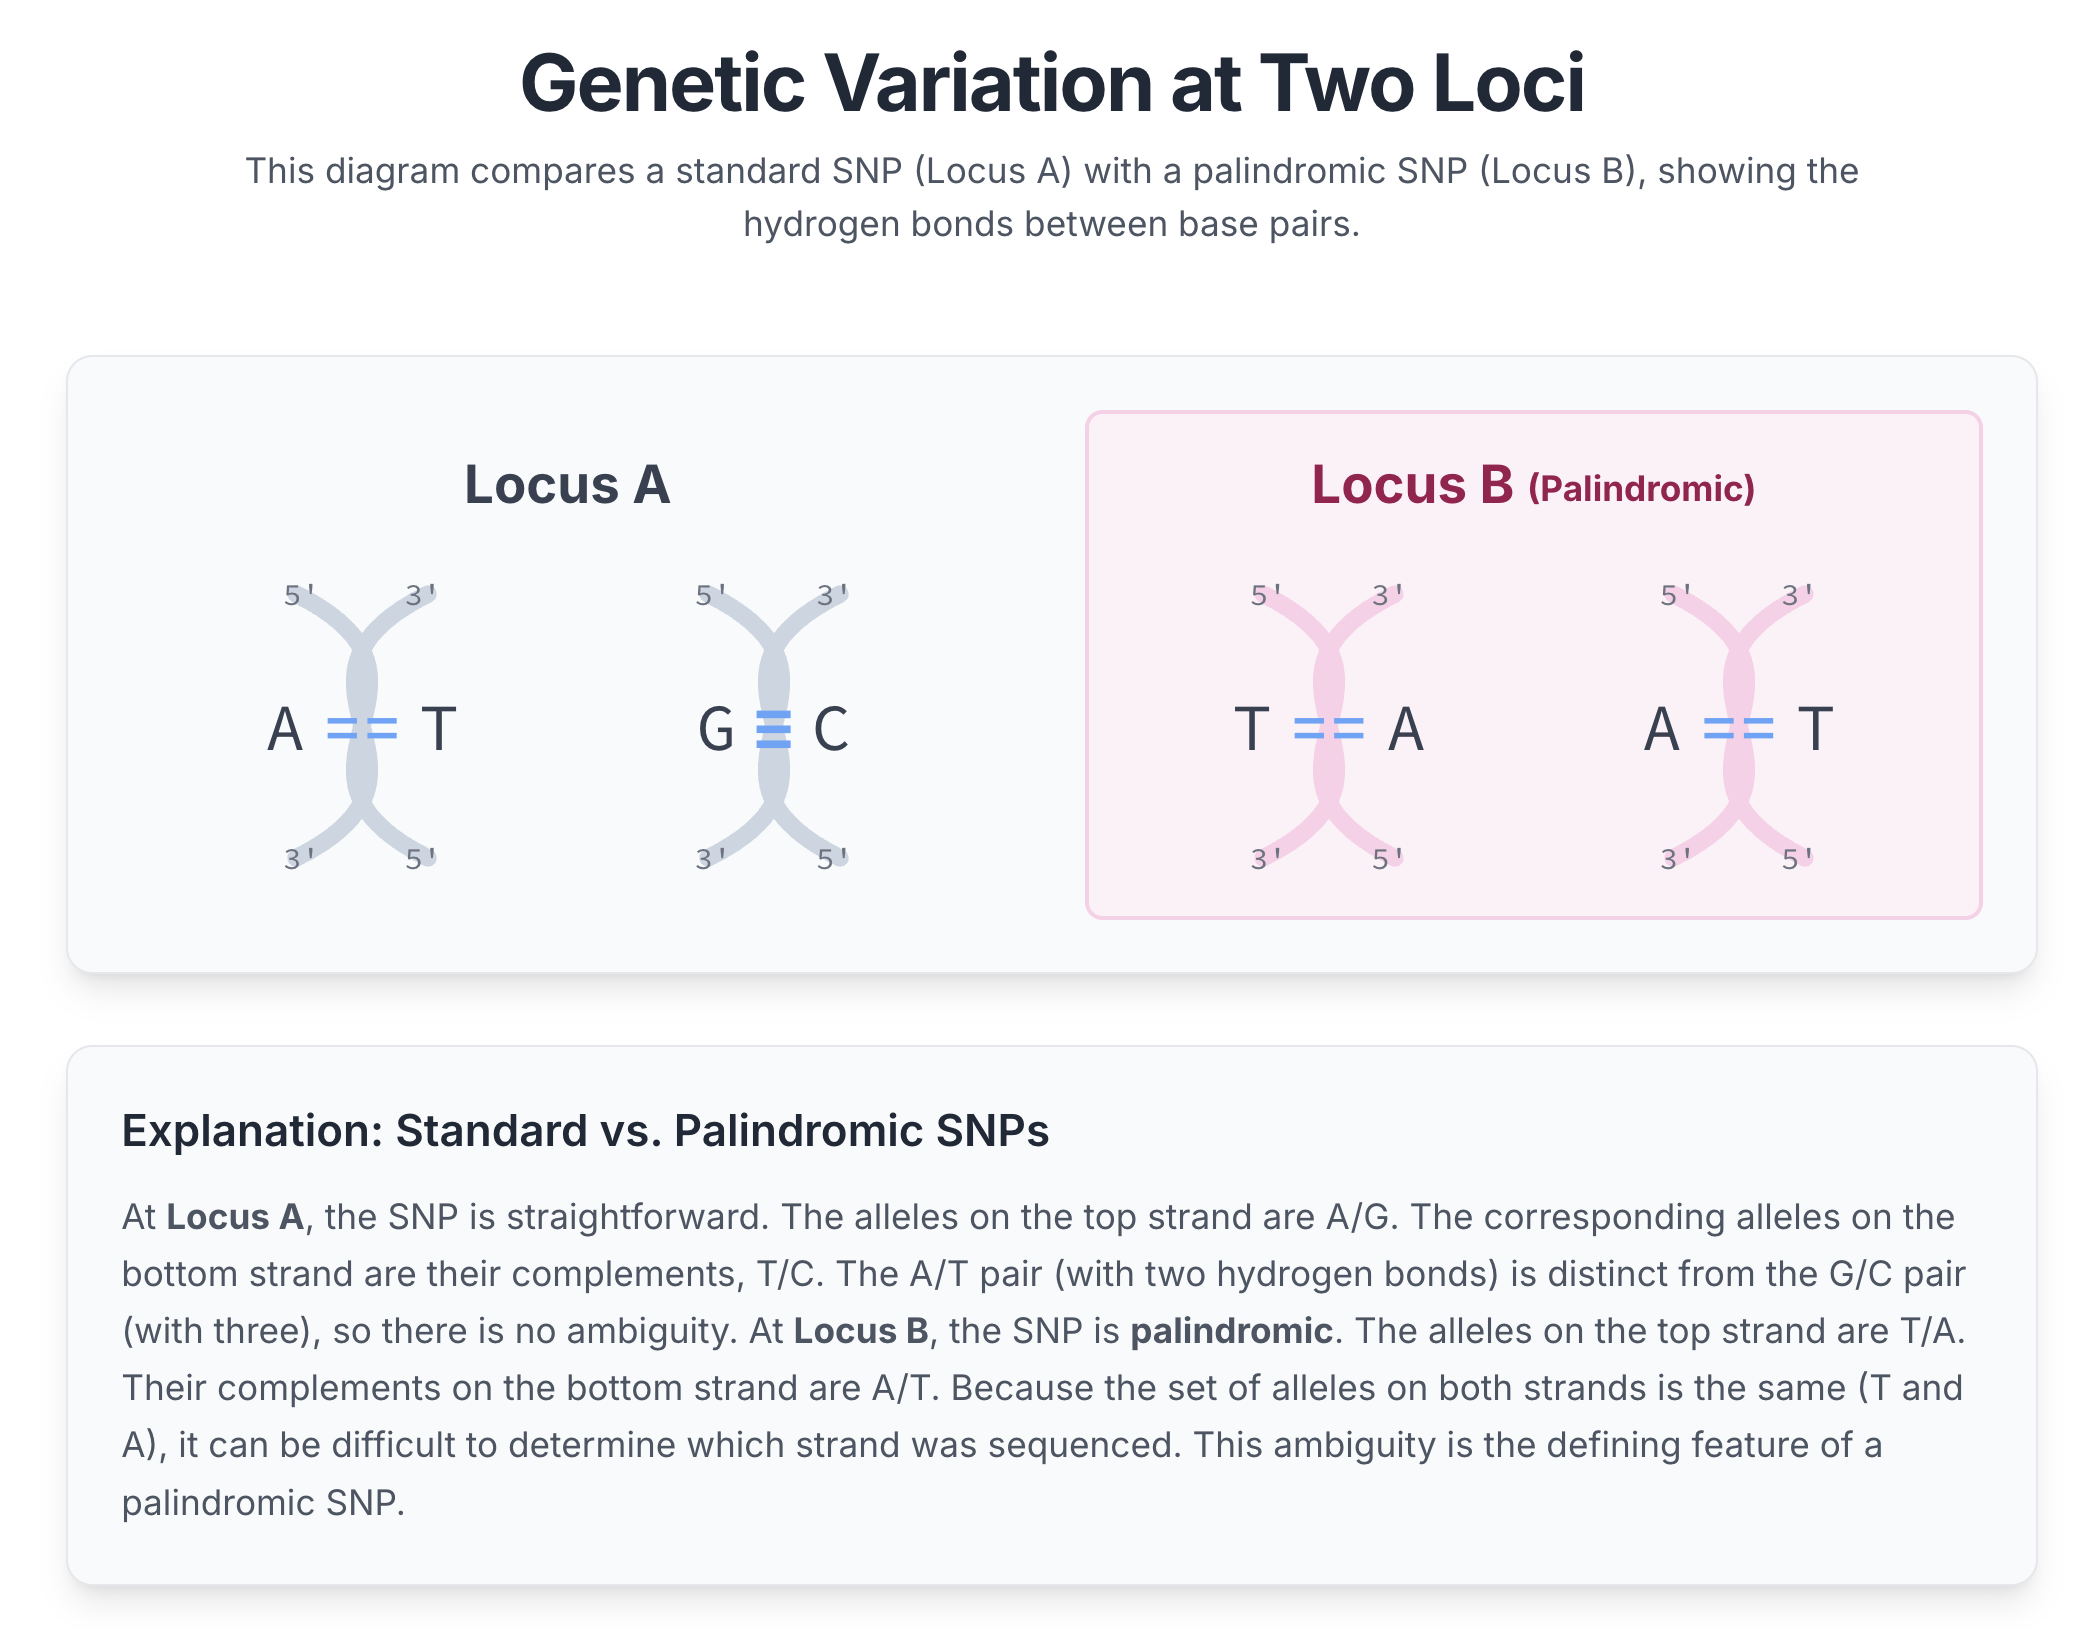 Genetic Variation at Two Loci
This diagram compares a standard SNP (Locus A) with a palindromic SNP (Locus B), showing the
hydrogen bonds between base pairs.
Locus A
5' 3' 5' 3'
A T G C
3' 5' 3' 5'
Locus B (Palindromic)
5' 3' 5' 3'
T A A T
3' 5' 3' 5'
Explanation: Standard vs. Palindromic SNPs
At Locus A, the SNP is straightforward. The alleles on the top strand are A/G. The corresponding alleles on the
bottom strand are their complements, T/C. The A/T pair (with two hydrogen bonds) is distinct from the G/C pair
(with three), so there is no ambiguity. At Locus B, the SNP is palindromic. The alleles on the top strand are T/A.
Their complements on the bottom strand are A/T. Because the set of alleles on both strands is the same (T and
A), it can be difficult to determine which strand was sequenced. This ambiguity is the defining feature of a
palindromic SNP.